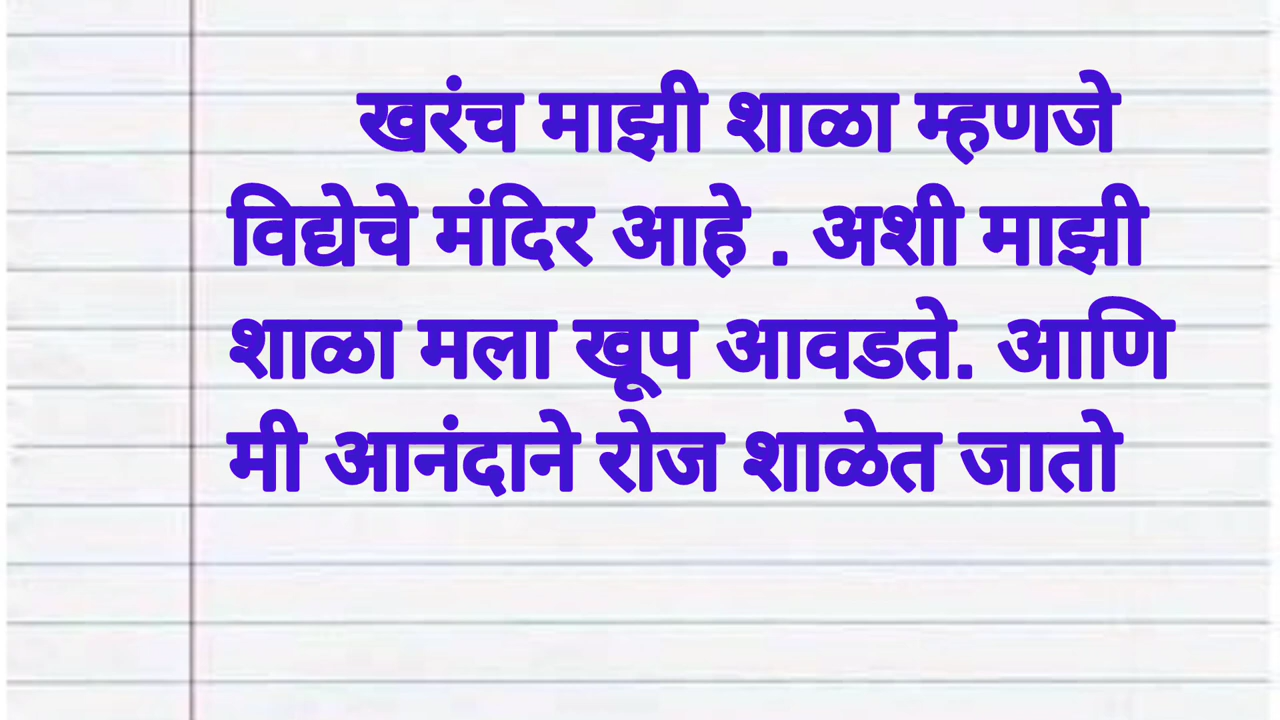 खरंच माझी शाळा म्हणजे
विद्येचे मंदिर आहे . अशी माझी
शाळा मला खूप आवडते. आणि
मी आनंदाने रोज शाळेत जातो